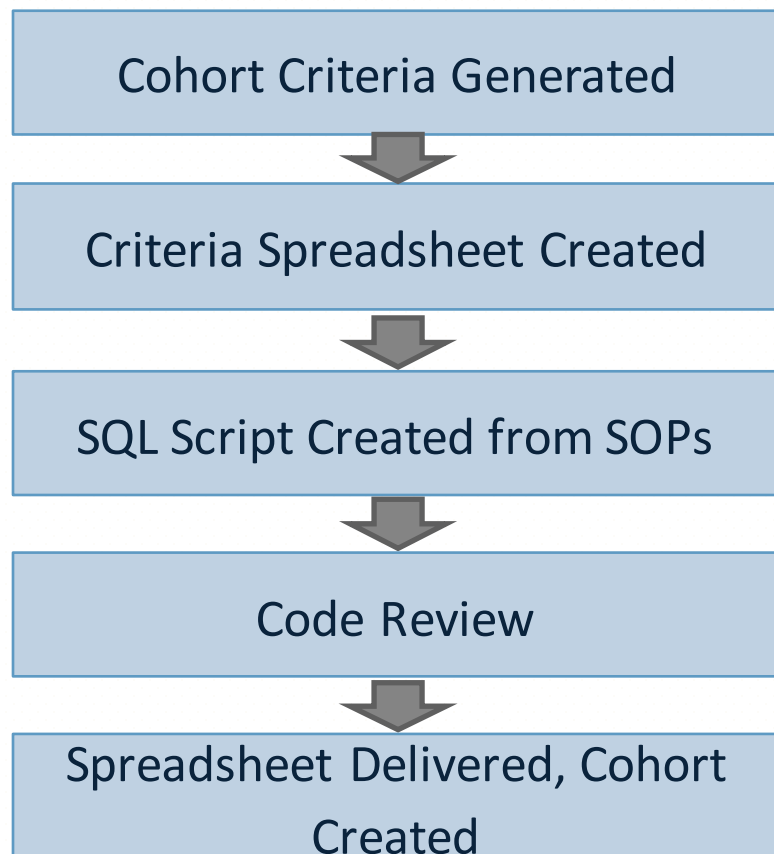 Cohort Criteria Generated
Criteria Spreadsheet Created
SQL Script Created from SOPs
Code Review
Spreadsheet Delivered, Cohort
Created